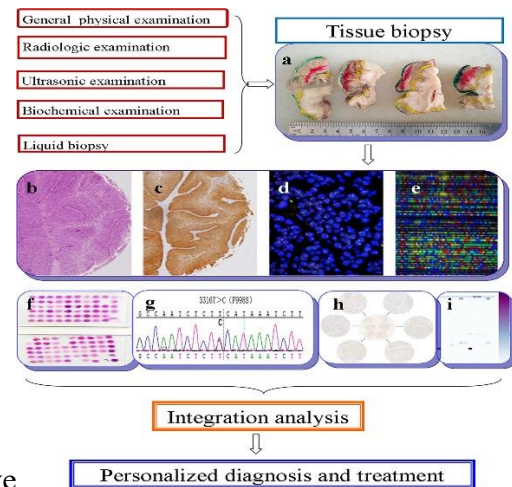 General physical examination
Radiologic examination
Ultrasonic examination
Biochemical examination
Liquid biopsy
Tissue biopsy
a
b
c
d
e
f
g
3316T>C (F998S)
h
i
Integration analysis
Personalized diagnosis and treatment